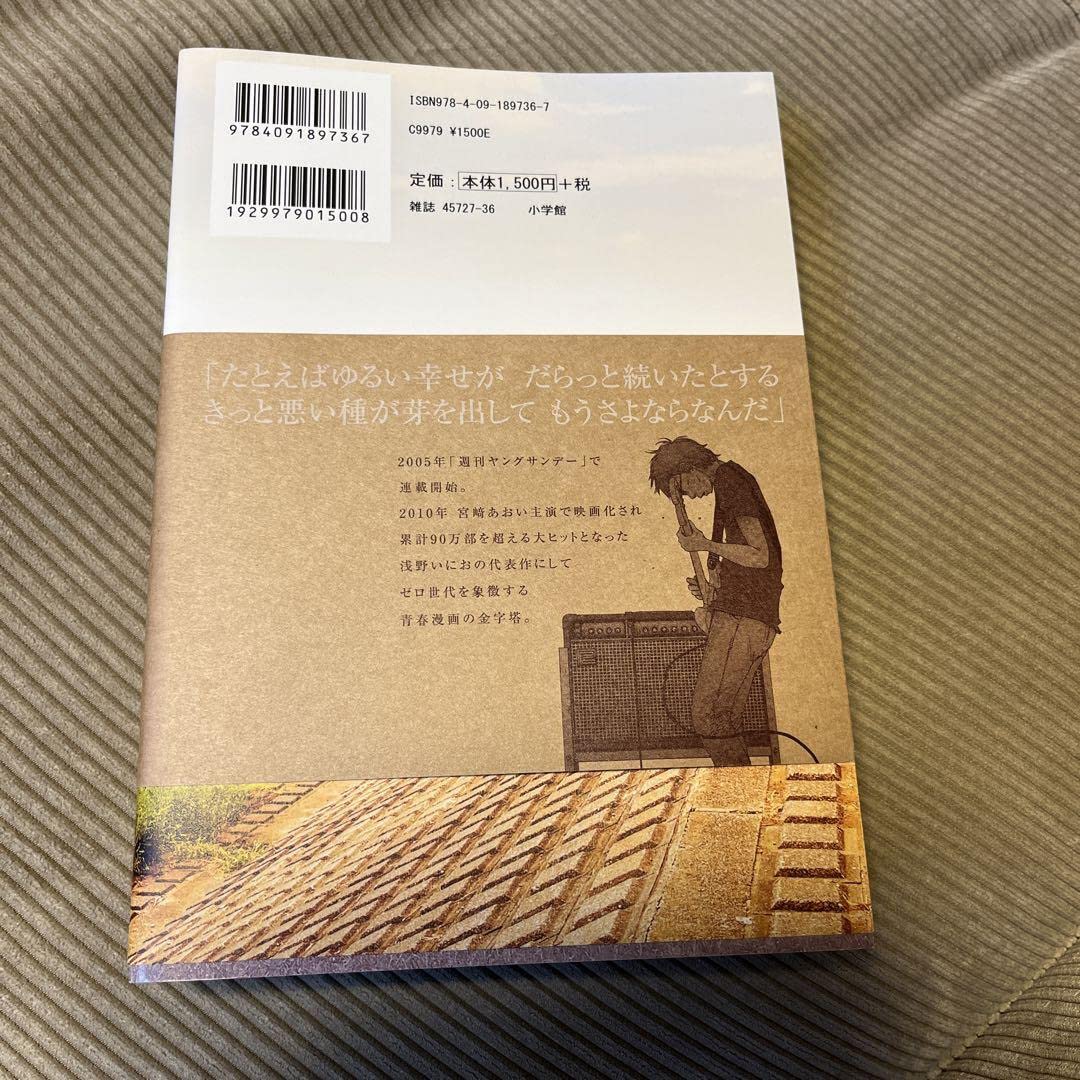 ISBN978-4-09-189736-7
9784091897367
C9979 ¥1500E
定価：本体1,500円＋税
1929979015008
雑誌 45727-36 小学館
「たとえばゆるい幸せが だらっと続いたとする
きっと悪い種が芽を出して もうさよならなんだ」
2005年「週刊ヤングサンデー」で
連載開始。
2010年 宮﨑あおい主演で映画化され
累計90万部を超える大ヒットとなった
浅野いにおの代表作にして
ゼロ世代を象徴する
青春漫画の金字塔。